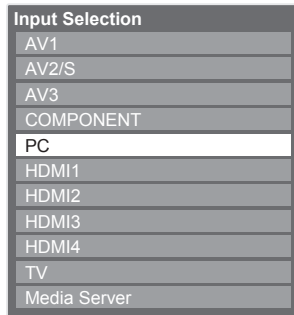 Input Selection
AV1
AV2/S
AV3
COMPONENT
PC
HDMI1
HDMI2
HDMI3
HDMI4
TV
Media Server